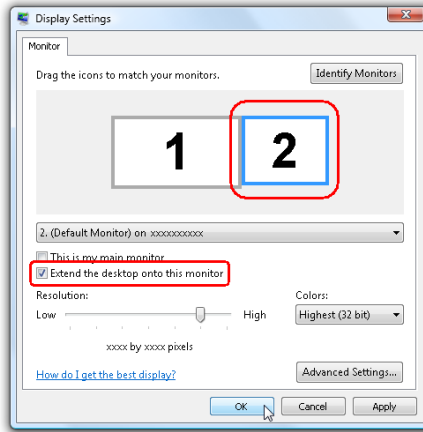 Display Settings
Monitor
Drag the icons to match your monitors.
Identify Monitors
1
2
2. (Default Monitor) on xxxxxxxxxx
This is my main monitor
Extend the desktop onto this monitor
Resolution:
Colors:
Low
High
Highest (32 bit)
xxxx by xxxx pixels
How do I get the best display?
Advanced Settings...
OK
Cancel
Apply